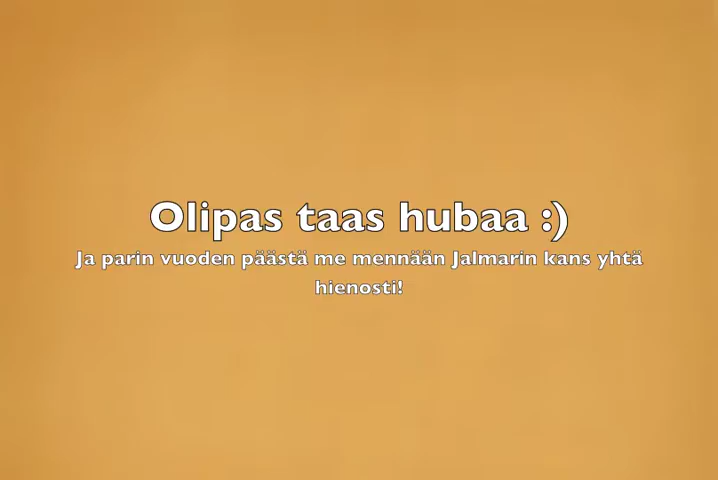 Olipas taas hubaa :)
Ja parin vuoden päästä me mennään Jalmarin kans yhtä
hienosti!